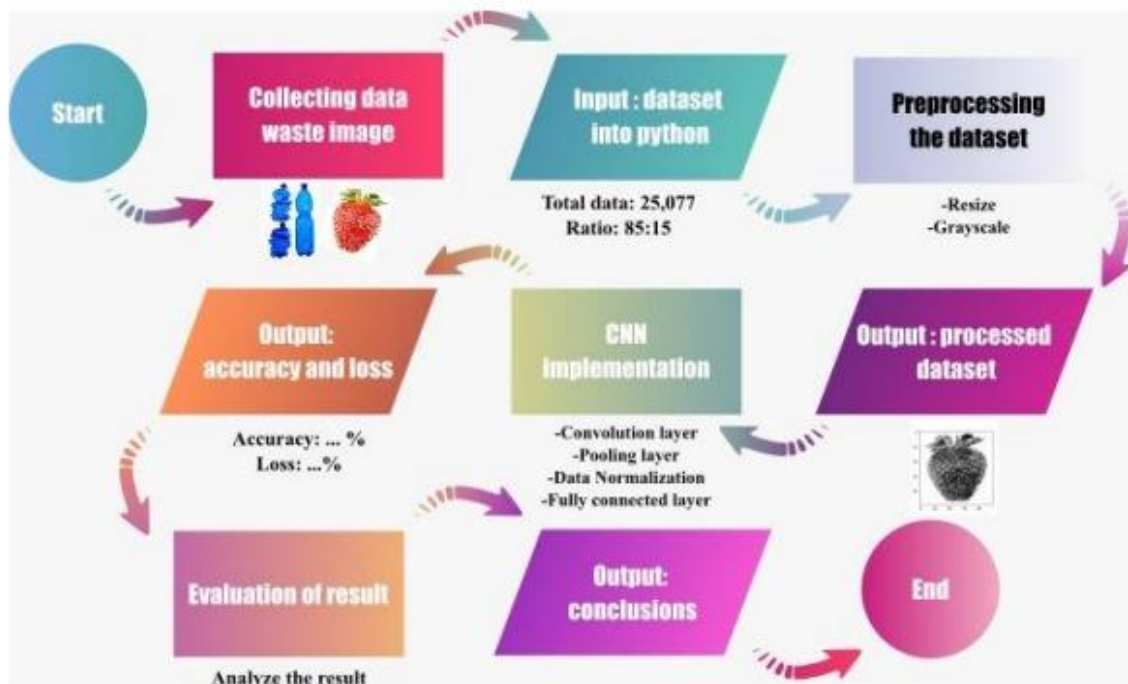 Start
Collecting data
waste image
Input : dataset
into python
Total data: 25,077
Ratio: 85:15
Preprocessing
the dataset
-Resize
-Grayscale
Output : processed
dataset
CNN
implementation
-Convolution layer
-Pooling layer
-Data Normalization
-Fully connected layer
Output:
accuracy and loss
Accuracy: ... %
Loss: ...%
Evaluation of result
Analyze the result
Output:
conclusions
End